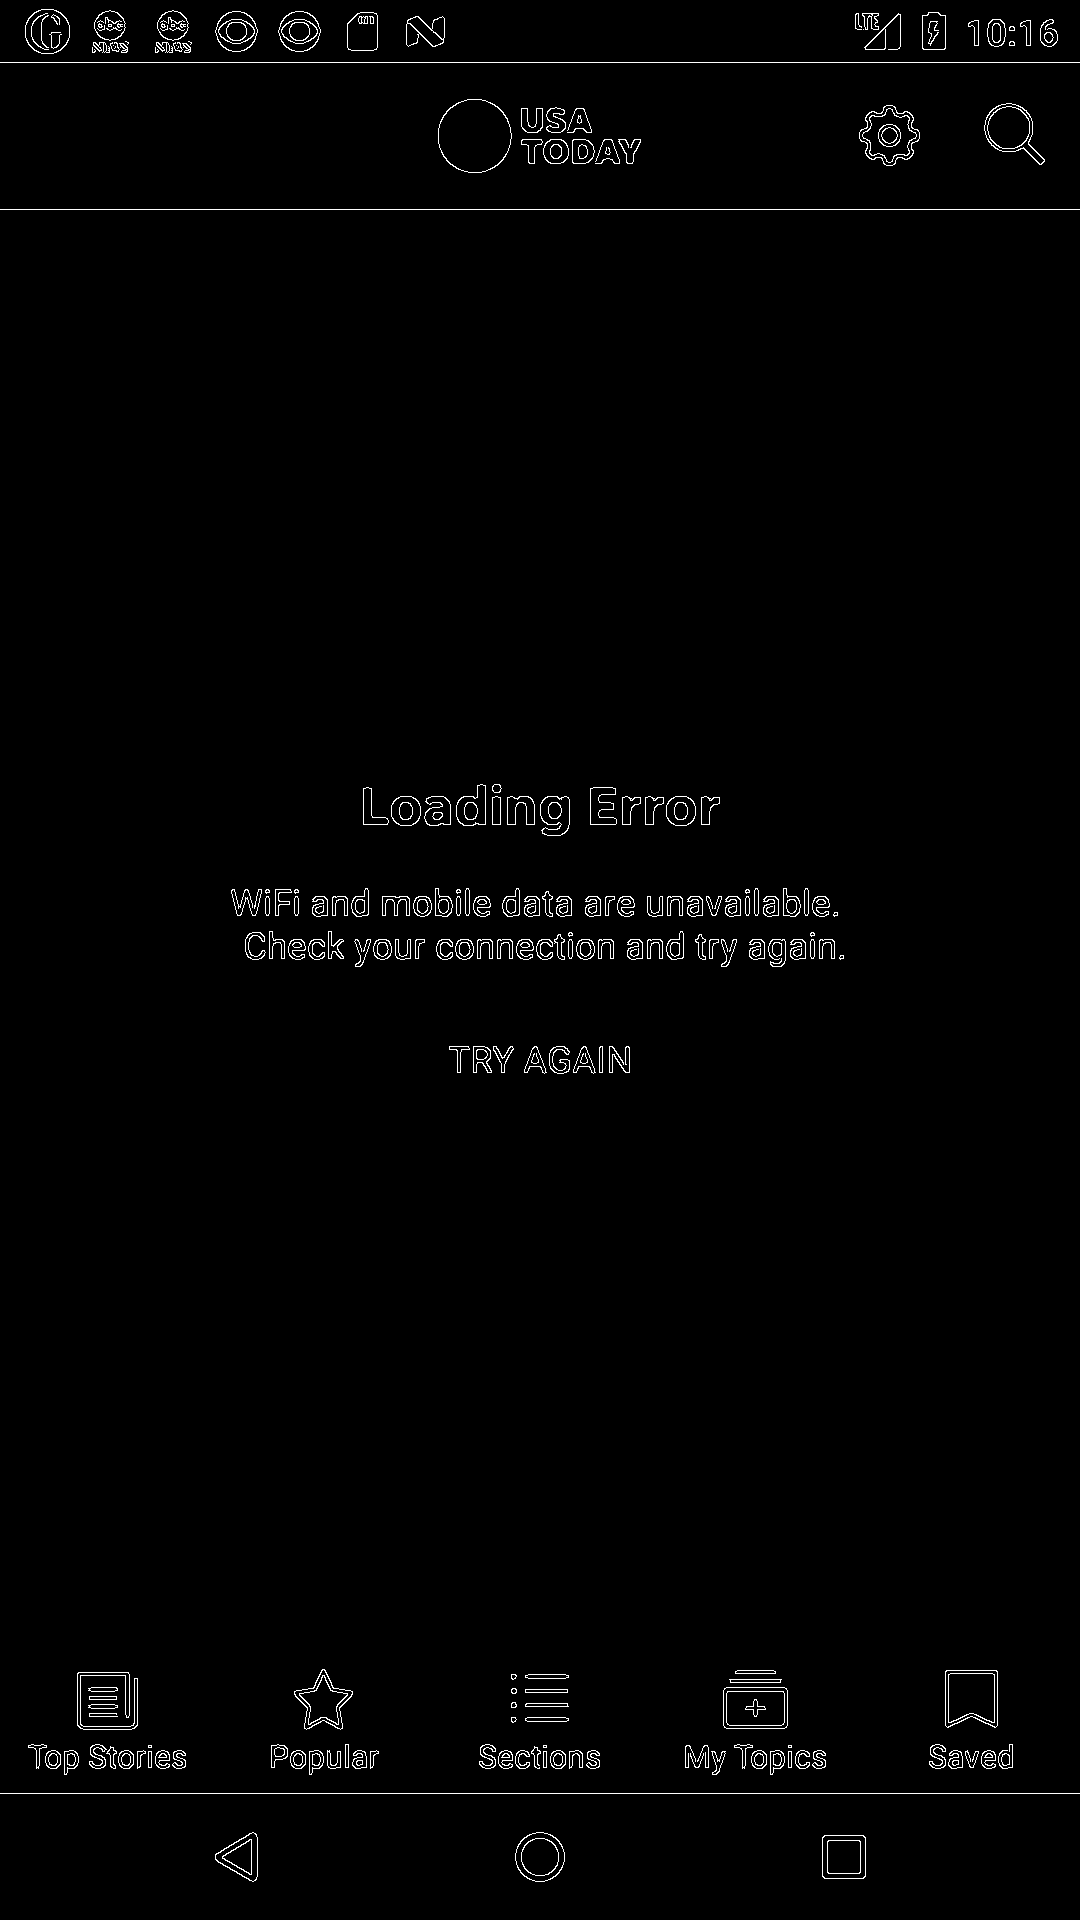 abc abc LTE 10:16
NEWS NEWS
USA
TODAY
Loading Error
WiFi and mobile data are unavailable.
Check your connection and try again.
TRY AGAIN
Top Stories Popular Sections My Topics Saved